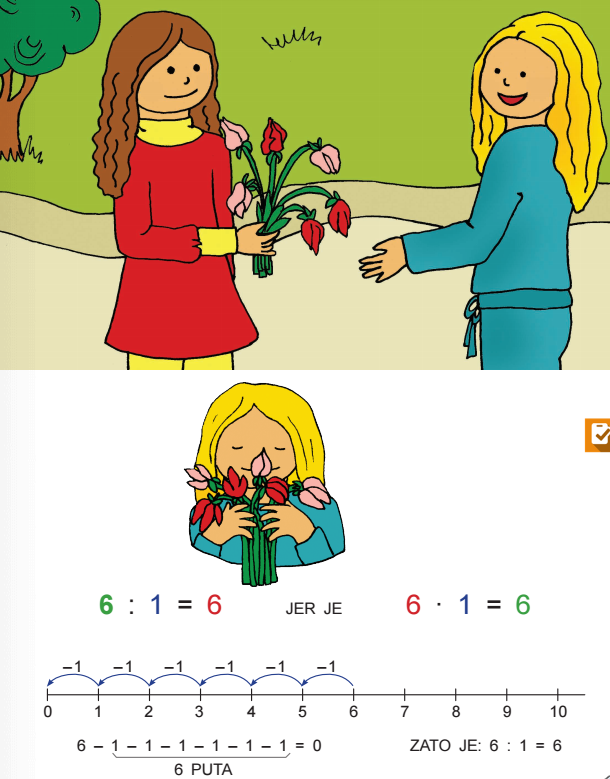 6 : 1 = 6 JER JE 6 · 1 = 6
–1 –1 –1 –1 –1 –1
0 1 2 3 4 5 6 7 8 9 10
6 – 1 – 1 – 1 – 1 – 1 – 1 = 0 ZATO JE: 6 : 1 = 6
6 PUTA